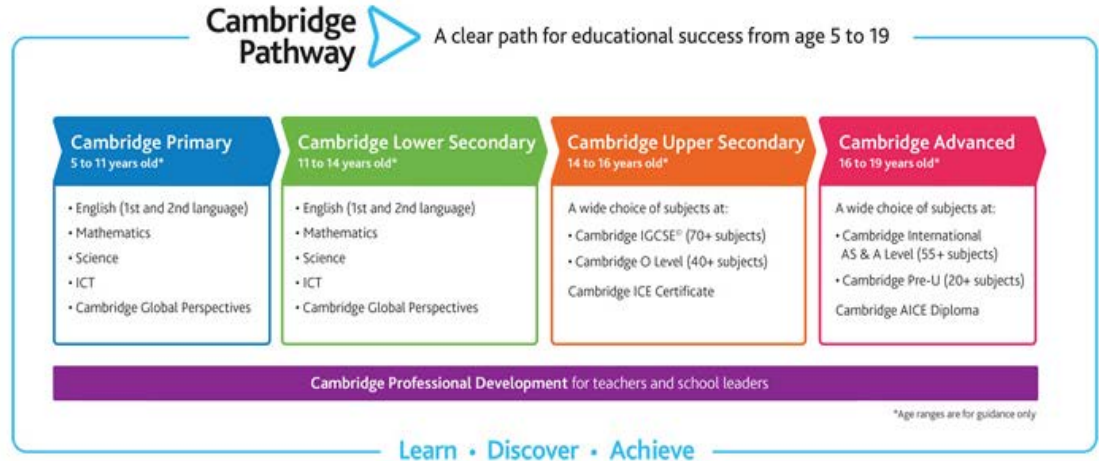 Cambridge
Pathway
A clear path for educational success from age 5 to 19
Cambridge Primary
5 to 11 years old*
• English (1st and 2nd language)
• Mathematics
• Science
• ICT
• Cambridge Global Perspectives
Cambridge Lower Secondary
11 to 14 years old*
• English (1st and 2nd language)
• Mathematics
• Science
• ICT
• Cambridge Global Perspectives
Cambridge Upper Secondary
14 to 16 years old*
A wide choice of subjects at:
• Cambridge IGCSE® (70+ subjects)
• Cambridge O Level (40+ subjects)
Cambridge ICE Certificate
Cambridge Advanced
16 to 19 years old*
A wide choice of subjects at:
• Cambridge International
AS & A Level (55+ subjects)
• Cambridge Pre-U (20+ subjects)
Cambridge AICE Diploma
Cambridge Professional Development for teachers and school leaders
*Age ranges are for guidance only
Learn • Discover • Achieve